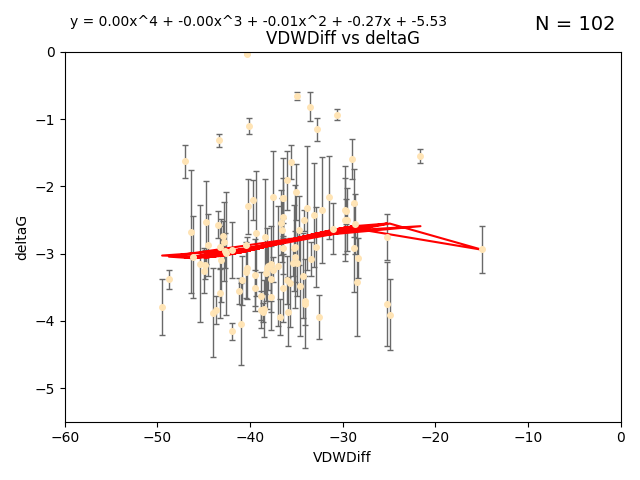 y = 0.00x^4 + -0.00x^3 + -0.01x^2 + -0.27x + -5.53
N = 102
VDWDiff vs deltaG
0
−1
−2
−3
−4
−5
deltaG
−60 −50 −40 −30 −20 −10 0
VDWDiff